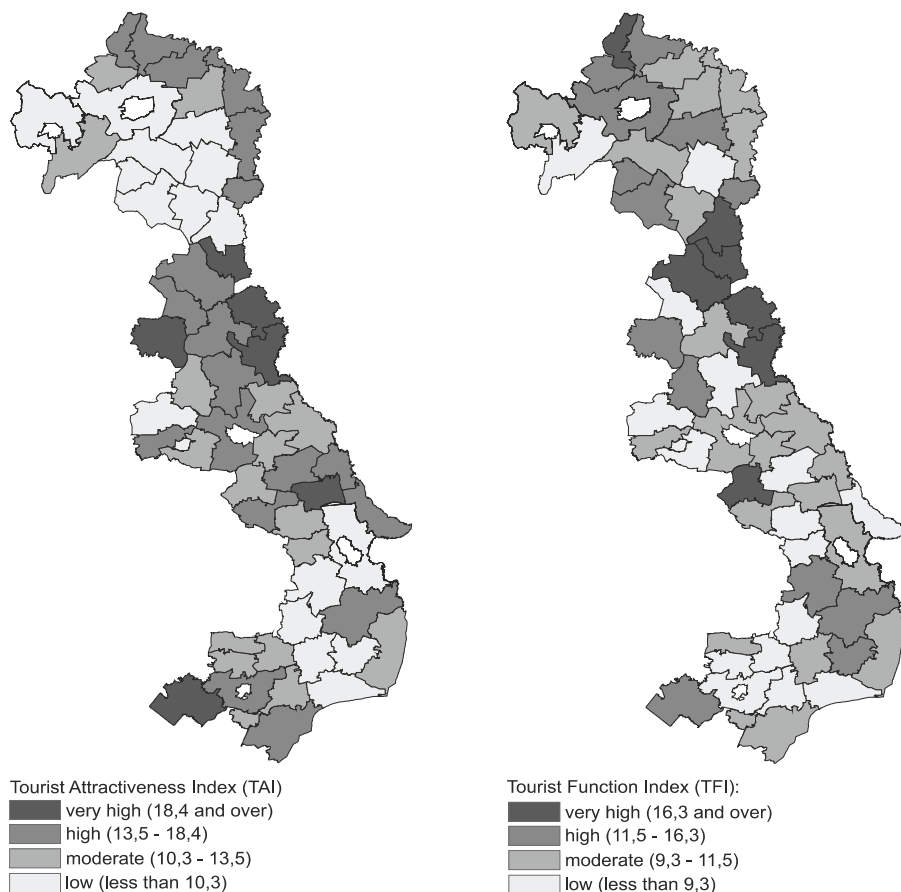 Tourist Attractiveness Index (TAI)
very high (18,4 and over)
high (13,5 - 18,4)
moderate (10,3 - 13,5)
low (less than 10,3)
Tourist Function Index (TFI):
very high (16,3 and over)
high (11,5 - 16,3)
moderate (9,3 - 11,5)
low (less than 9,3)